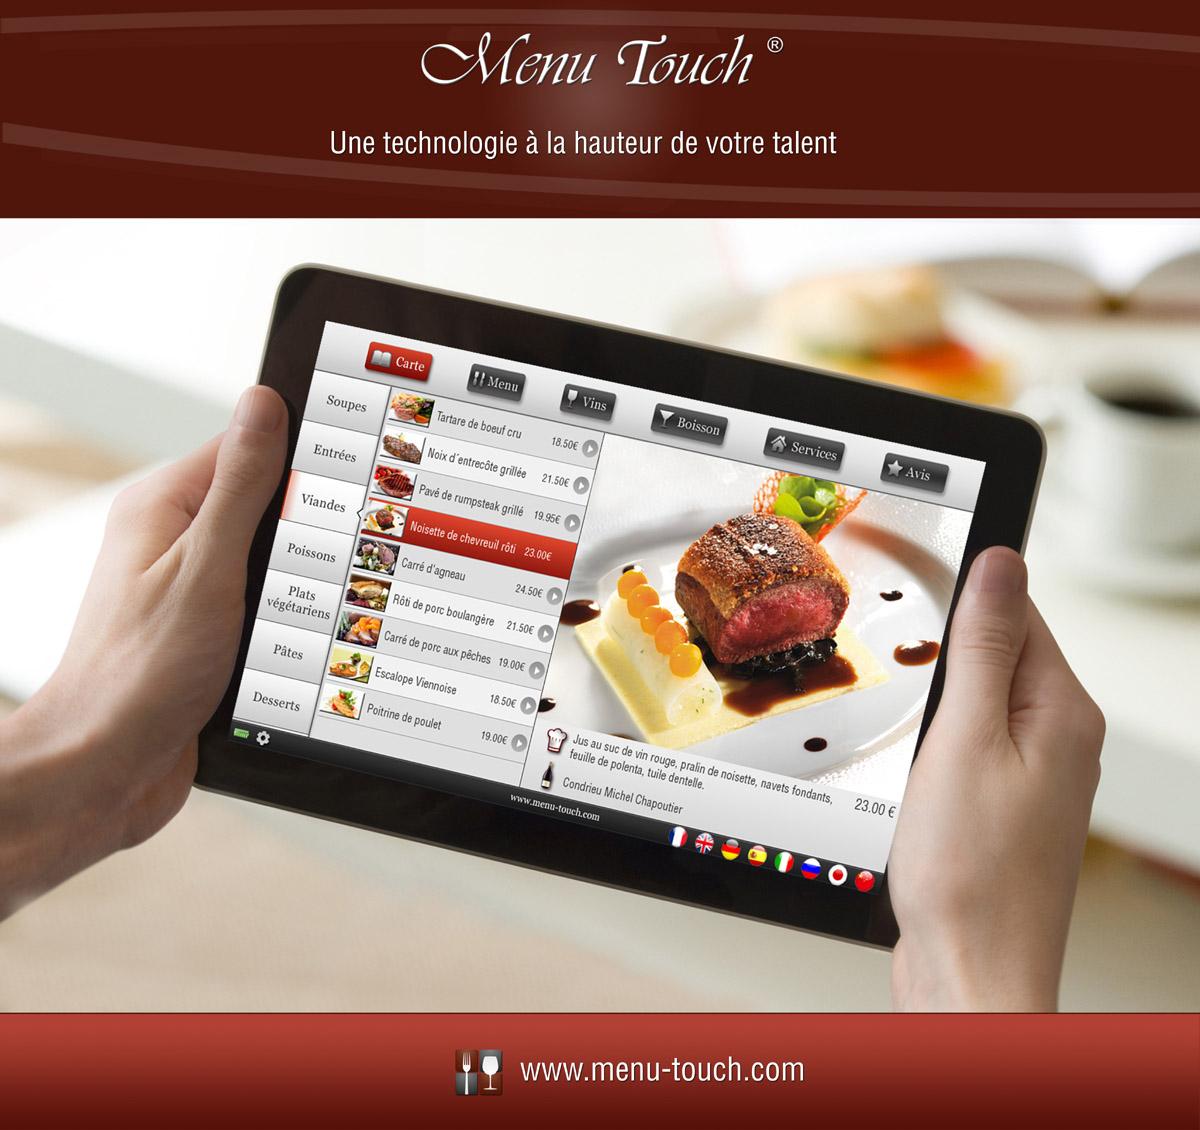 Menu Touch ®
Une technologie à la hauteur de votre talent
Carte
Menu
Vins
Boisson
Services
Avis
Soupes
Entrées
Viandes
Poissons
Plats
végétariens
Pâtes
Desserts
Tartare de boeuf cru 18.50€
Noix d´entrecôte grillée 21.50€
Pavé de rumpsteak grillé 19.95€
Noisette de chevreuil rôti 23.00€
Carré d'agneau 24.50€
Rôti de porc boulangère 21.50€
Carré de porc aux pêches 19.00€
Escalope Viennoise 18.50€
Poitrine de poulet 19.00€
Jus au suc de vin rouge, pralin de noisette, navets fondants,
feuille de polenta, tuile dentelle.
Condrieu Michel Chapoutier
23.00 €
www.menu-touch.com
www.menu-touch.com